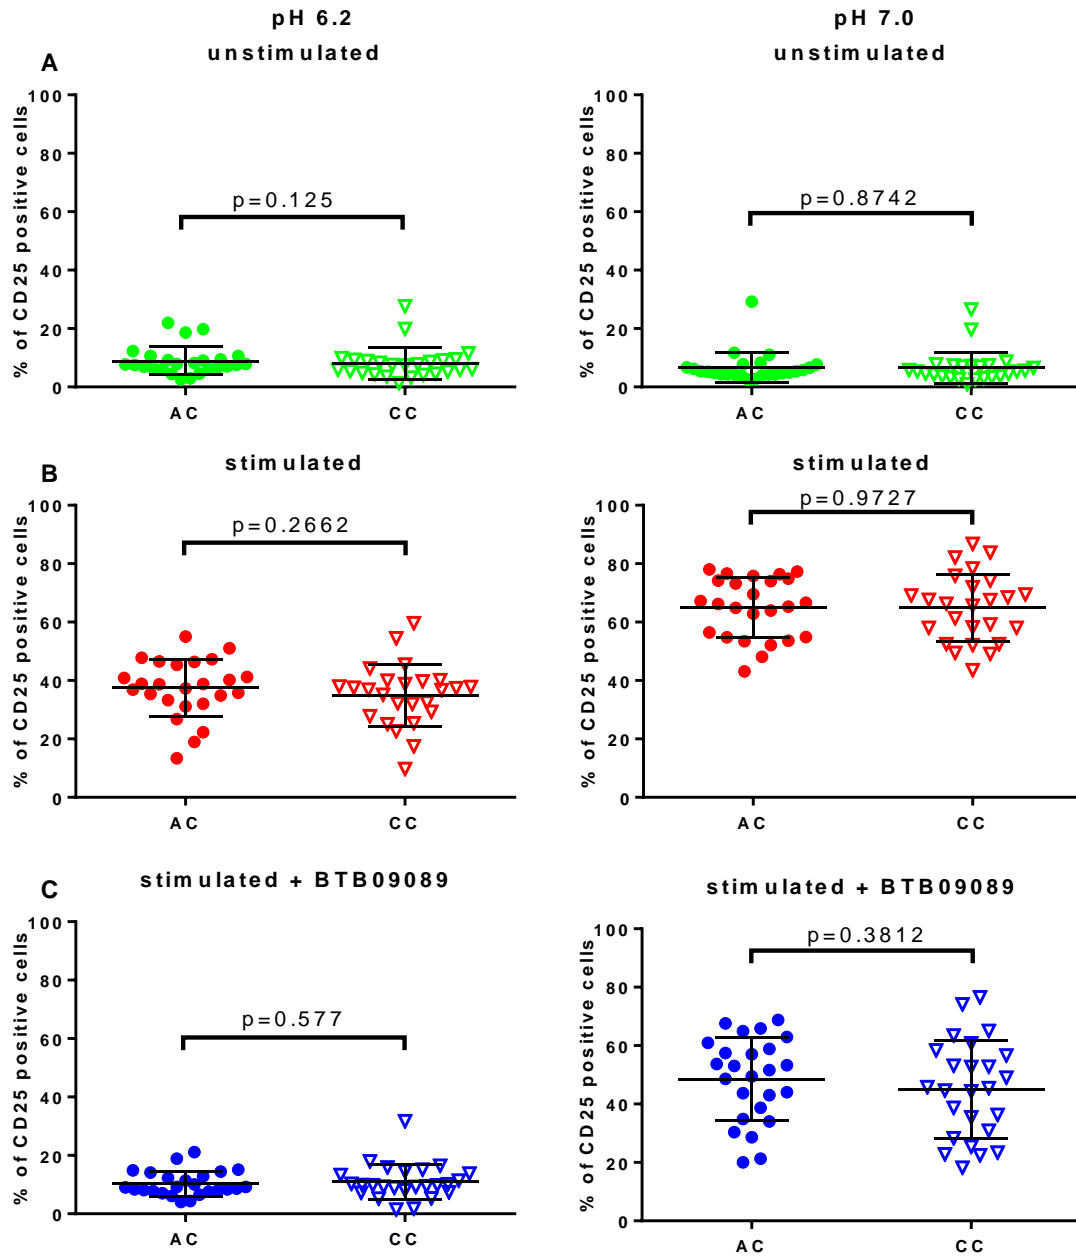 pH 6.2
unstimulated
A
% of CD25 positive cells
100
80
60
40
20
0
p=0.125
AC
CC
pH 7.0
unstimulated
% of CD25 positive cells
100
80
60
40
20
0
p=0.8742
AC
CC
B
stimulated
% of CD25 positive cells
100
80
60
40
20
0
p=0.2662
AC
CC
stimulated
% of CD25 positive cells
100
80
60
40
20
0
p=0.9727
AC
CC
C
stimulated + BTB09089
% of CD25 positive cells
100
80
60
40
20
0
p=0.577
AC
CC
stimulated + BTB09089
% of CD25 positive cells
100
80
60
40
20
0
p=0.3812
AC
CC